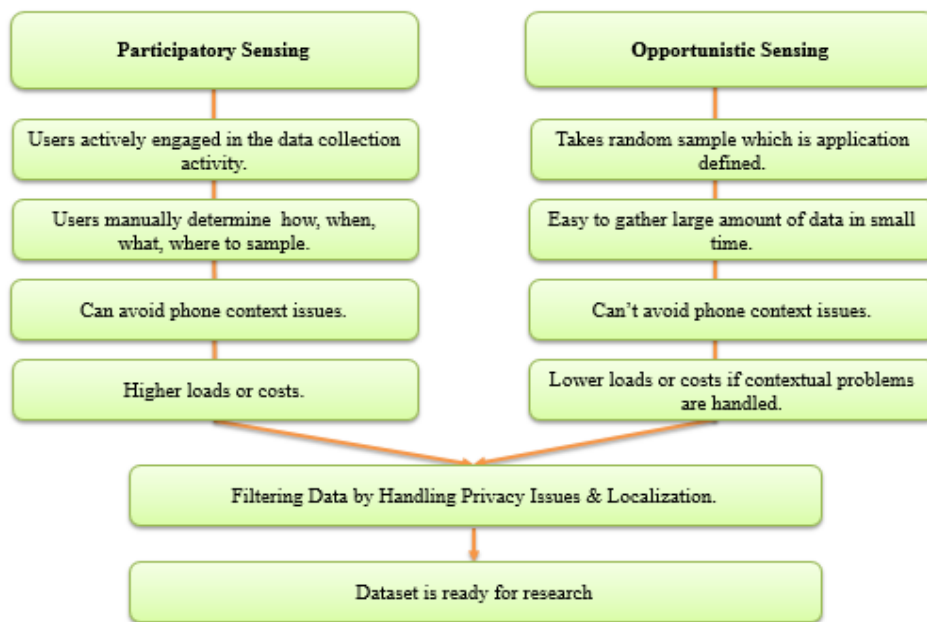 Participatory Sensing
Users actively engaged in the data collection
activity.
Users manually determine how, when,
what, where to sample.
Can avoid phone context issues.
Higher loads or costs.
Opportunistic Sensing
Takes random sample which is application
defined.
Easy to gather large amount of data in small
time.
Can’t avoid phone context issues.
Lower loads or costs if contextual problems
are handled.
Filtering Data by Handling Privacy Issues & Localization.
Dataset is ready for research